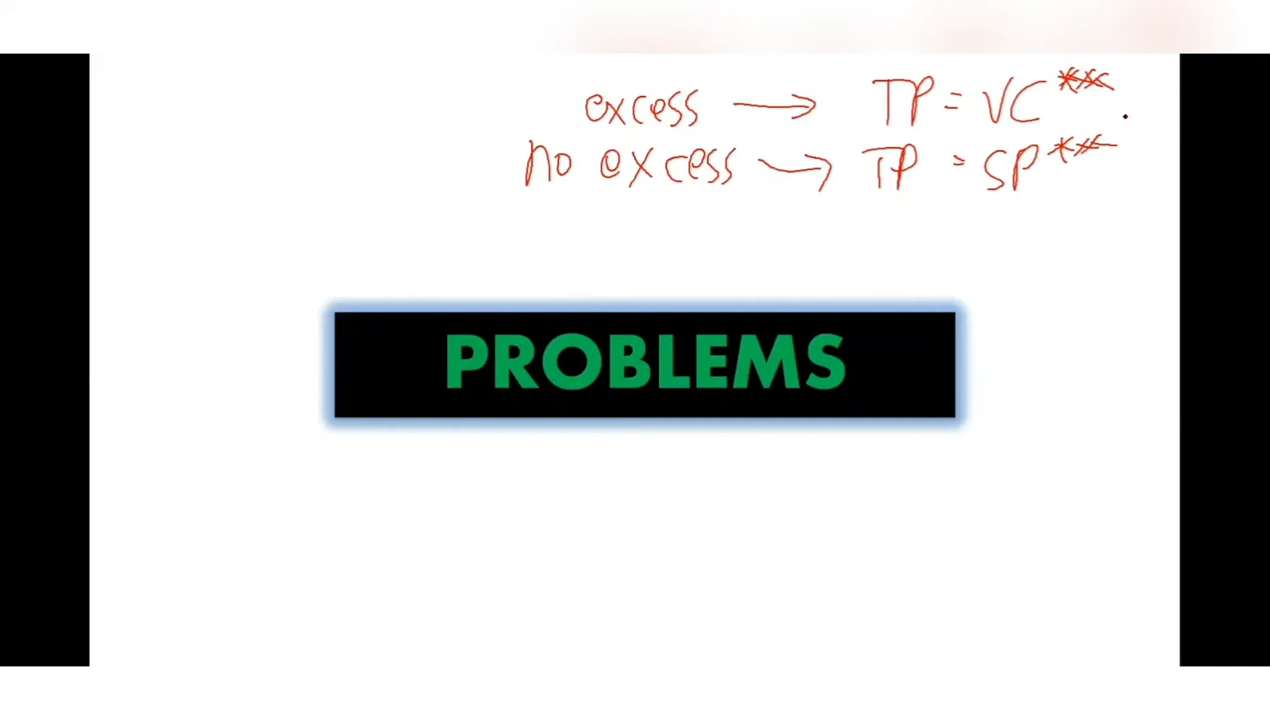 excess → TP = VC ***
no excess → TP = SP ***
PROBLEMS